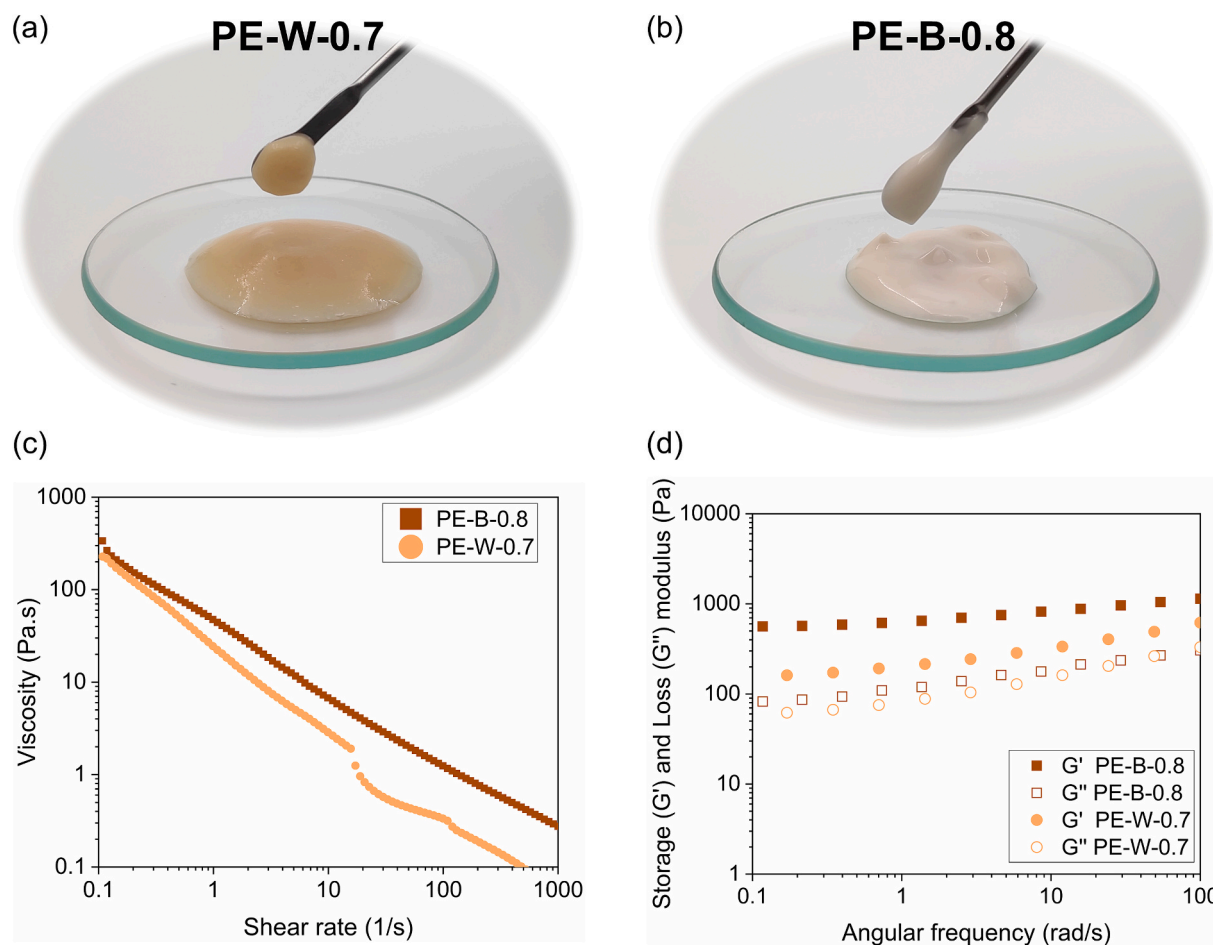 (a)
PE-W-0.7
(b)
PE-B-0.8
(c)
1000
100
10
1
0.1
0.1
1
10
100
1000
Viscosity (Pa.s)
Shear rate (1/s)
PE-B-0.8
PE-W-0.7
(d)
10000
1000
100
10
1
0.1
1
10
100
Storage (G') and Loss (G'') modulus (Pa)
Angular frequency (rad/s)
G' PE-B-0.8
G'' PE-B-0.8
G' PE-W-0.7
G'' PE-W-0.7